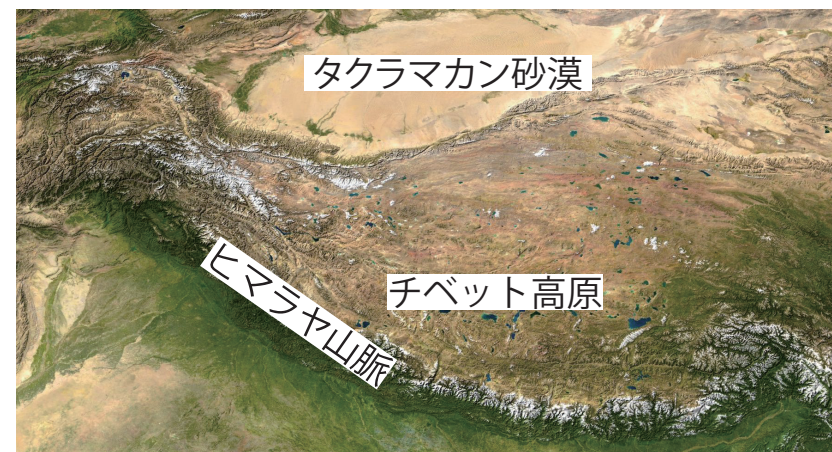 タクラマカン砂漠
ヒマラヤ山脈
チベット高原